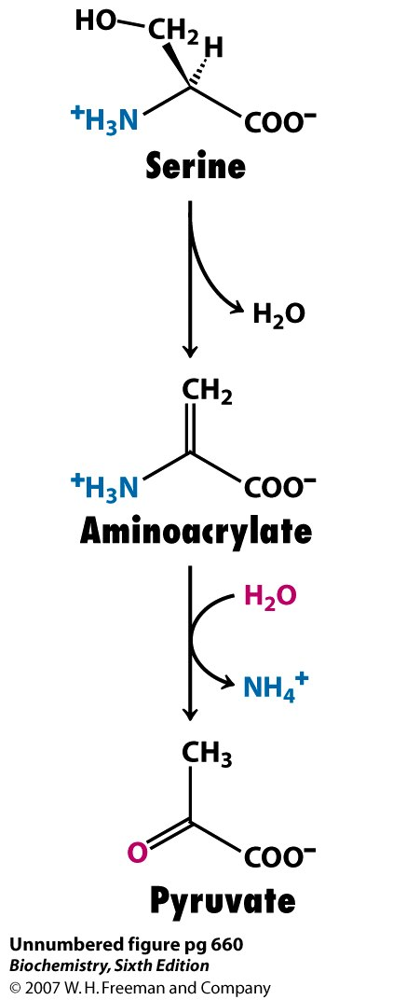 HO CH₂ H
⁺H₃N COO⁻
Serine
H₂O
CH₂
⁺H₃N COO⁻
Aminoacrylate
H₂O
NH₄⁺
CH₃
O COO⁻
Pyruvate
Unnumbered figure pg 660
Biochemistry, Sixth Edition
© 2007 W. H. Freeman and Company